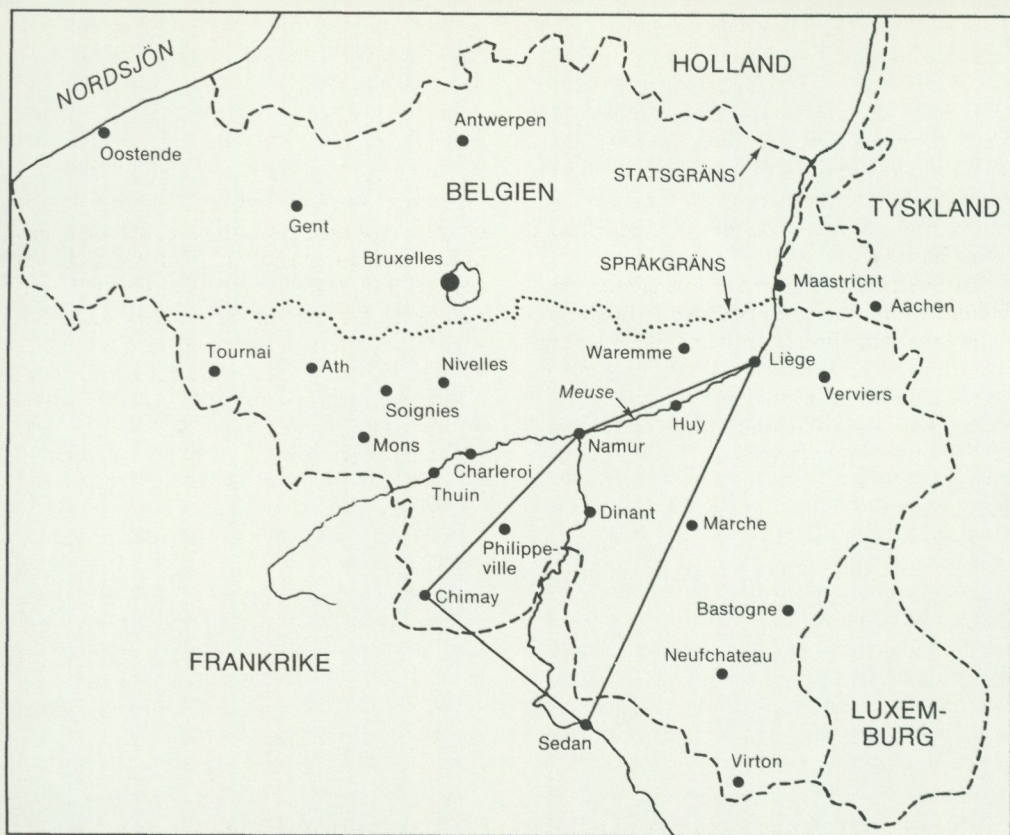 NORDSJÖN
HOLLAND
Oostende
Antwerpen
STATSGRÄNS
BELGIEN
TYSKLAND
Gent
Bruxelles
SPRÅKGRÄNS
Maastricht
Aachen
Tournai
Ath
Nivelles
Waremme
Liège
Soignies
Meuse
Huy
Verviers
Mons
Namur
Charleroi
Thuin
Dinant
Marche
Philippe-
ville
Chimay
Bastogne
FRANKRIKE
Neufchateau
LUXEM-
BURG
Sedan
Virton